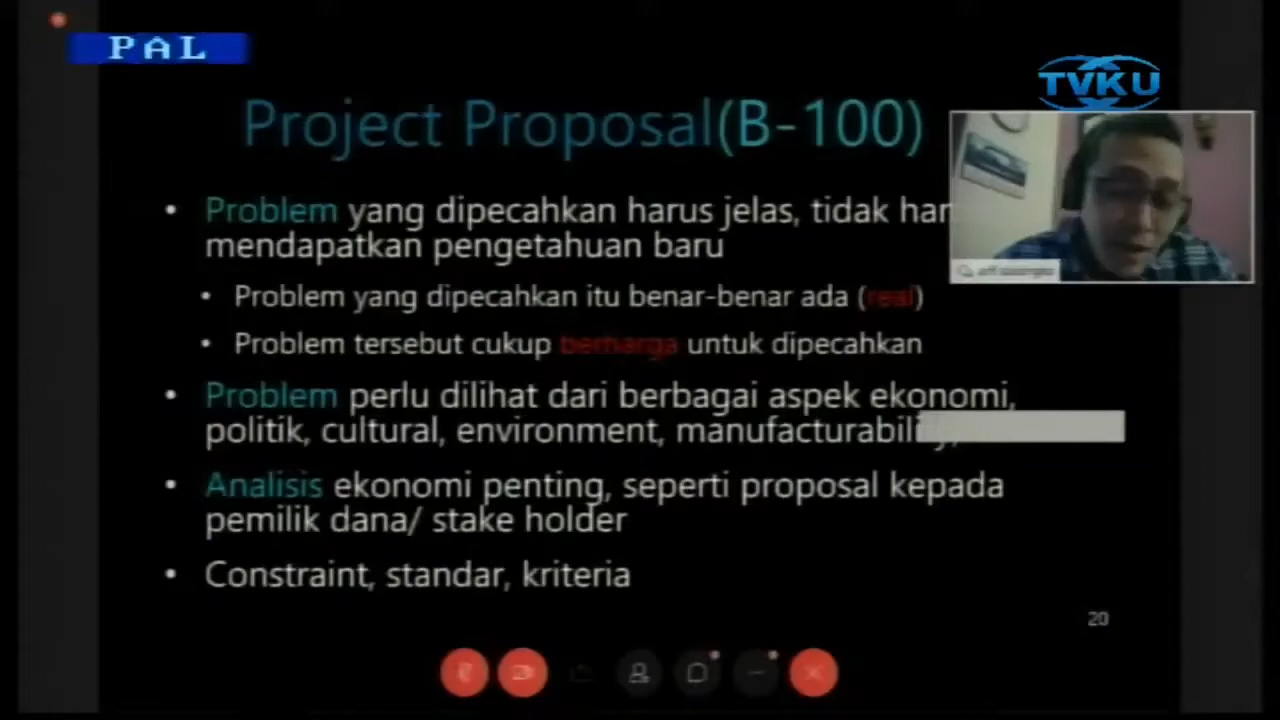 PAL
TVKU
Project Proposal(B-100)
• Problem yang dipecahkan harus jelas, tidak
mendapatkan pengetahuan baru
• Problem yang dipecahkan itu benar-benar ada (real)
• Problem tersebut cukup berharga untuk dipecahkan
• Problem perlu dilihat dari berbagai aspek ekonomi,
politik, cultural, environment,
• Analisis ekonomi penting, seperti proposal kepada
pemilik dana/ stake holder
• Constraint, standar, kriteria
20